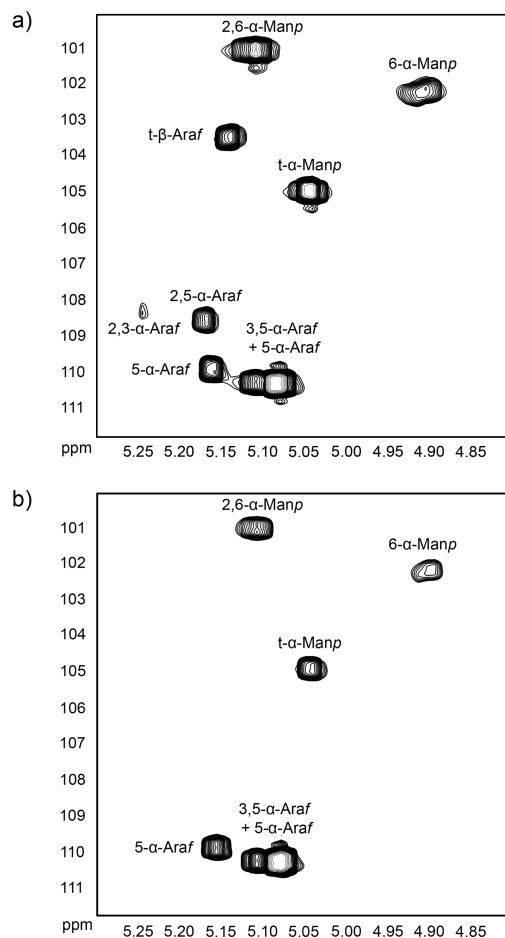 a)
2,6-α-Manp
101
6-α-Manp
102
103
t-β-Araf
104
t-α-Manp
105
106
107
108
2,5-α-Araf
2,3-α-Araf
3,5-α-Araf
+ 5-α-Araf
109
5-α-Araf
110
111
ppm 5.25 5.20 5.15 5.10 5.05 5.00 4.95 4.90 4.85
b)
2,6-α-Manp
101
6-α-Manp
102
103
t-α-Manp
104
105
106
107
108
109
3,5-α-Araf
+ 5-α-Araf
5-α-Araf
110
111
ppm 5.25 5.20 5.15 5.10 5.05 5.00 4.95 4.90 4.85